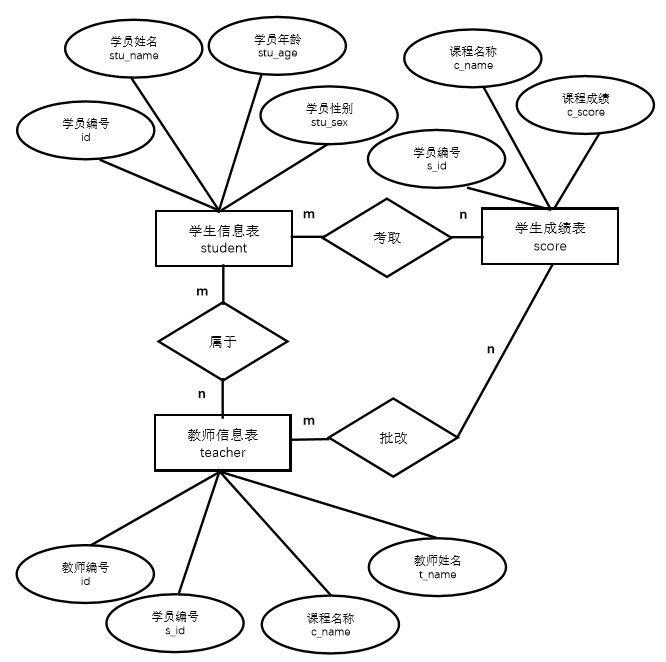 学员姓名
stu_name
学员年龄
stu_age
课程名称
c_name
学员编号
id
学员性别
stu_sex
课程成绩
c_score
学员编号
s_id
学生信息表
student
m
考取
n
学生成绩表
score
m
属于
n
n
教师信息表
teacher
m
批改
教师编号
id
学员编号
s_id
课程名称
c_name
教师姓名
t_name